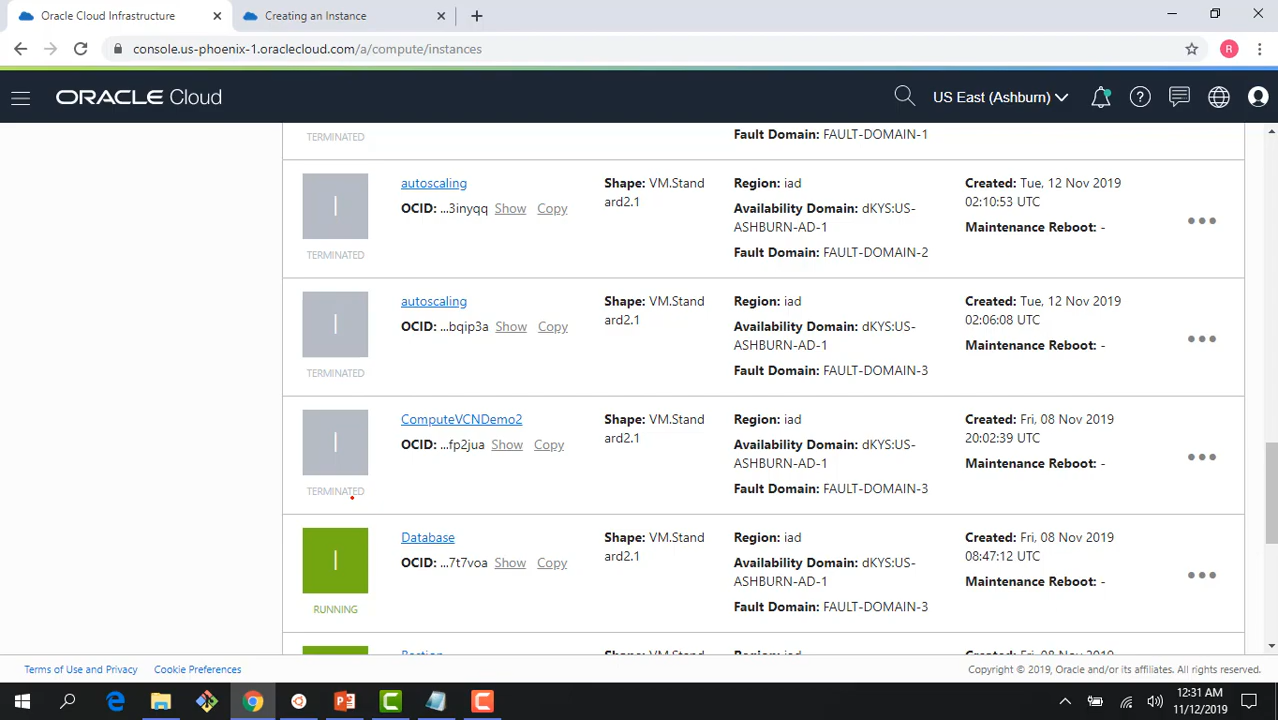 Oracle Cloud Infrastructure
Creating an Instance
console.us-phoenix-1.oraclecloud.com/a/compute/instances
R
ORACLE Cloud
US East (Ashburn)
TERMINATED
Fault Domain: FAULT-DOMAIN-1
I
TERMINATED
autoscaling
OCID: ...3inyqq Show Copy
Shape: VM.Stand
ard2.1
Region: iad
Availability Domain: dKYS:US-
ASHBURN-AD-1
Fault Domain: FAULT-DOMAIN-2
Created: Tue, 12 Nov 2019
02:10:53 UTC
Maintenance Reboot: -
I
TERMINATED
autoscaling
OCID: ...bqip3a Show Copy
Shape: VM.Stand
ard2.1
Region: iad
Availability Domain: dKYS:US-
ASHBURN-AD-1
Fault Domain: FAULT-DOMAIN-3
Created: Tue, 12 Nov 2019
02:06:08 UTC
Maintenance Reboot: -
I
TERMINATED
ComputeVCNDemo2
OCID: ...fp2jua Show Copy
Shape: VM.Stand
ard2.1
Region: iad
Availability Domain: dKYS:US-
ASHBURN-AD-1
Fault Domain: FAULT-DOMAIN-3
Created: Fri, 08 Nov 2019
20:02:39 UTC
Maintenance Reboot: -
I
RUNNING
Database
OCID: ...7t7voa Show Copy
Shape: VM.Stand
ard2.1
Region: iad
Availability Domain: dKYS:US-
ASHBURN-AD-1
Fault Domain: FAULT-DOMAIN-3
Created: Fri, 08 Nov 2019
08:47:12 UTC
Maintenance Reboot: -
Terms of Use and Privacy Cookie Preferences
Copyright © 2019, Oracle and/or its affiliates. All rights reserved.
12:31 AM
11/12/2019